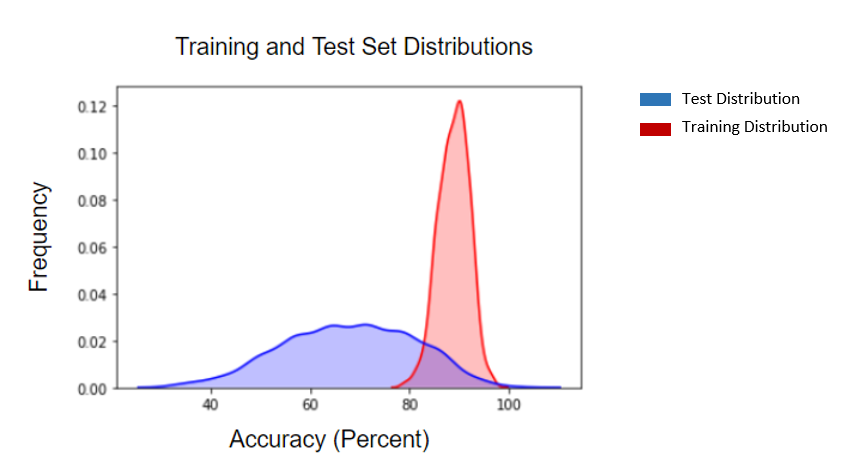 Training and Test Set Distributions
Test Distribution
Training Distribution
Frequency
0.12
0.10
0.08
0.06
0.04
0.02
0.00
40 60 80 100
Accuracy (Percent)